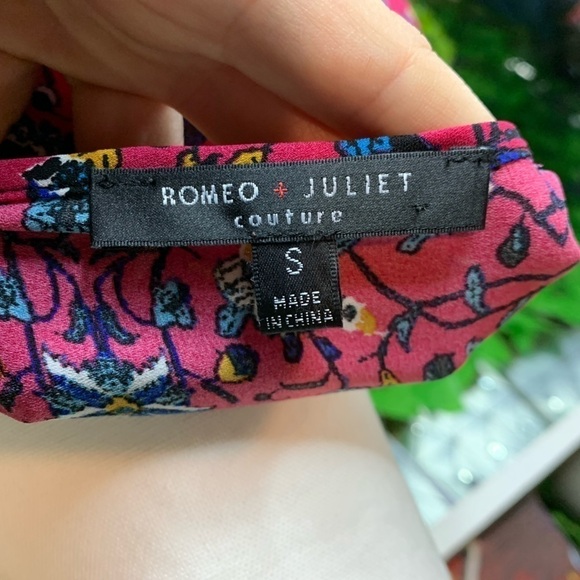 ROMEO + JULIET
couture
S
MADE
IN CHINA